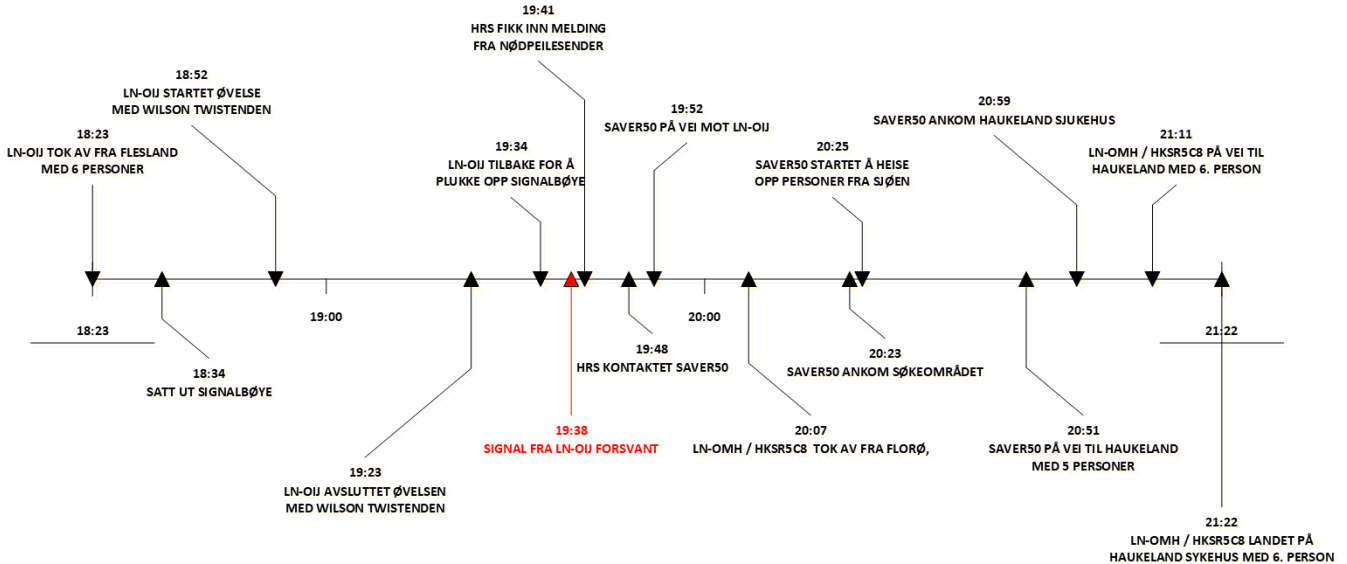 19:41
HRS FIKK INN MELDING
FRA NØDPEILESENDER
18:52
LN-OIJ STARTET ØVELSE
MED WILSON TWISTENDEN
18:23
LN-OIJ TOK AV FRA FLESLAND
MED 6 PERSONER
19:34
LN-OIJ TILBAKE FOR Å
PLUKKE OPP SIGNALBØYE
19:52
SAVER50 PÅ VEI MOT LN-OIJ
20:25
SAVER50 STARTET Å HEISE
OPP PERSONER FRA SJØEN
20:59
SAVER50 ANKOM HAUKELAND SJUKEHUS
21:11
LN-OMH / HKSR5C8 PÅ VEI TIL
HAUKELAND MED 6. PERSON
18:23
19:00
20:00
21:22
18:34
SATT UT SIGNALBØYE
19:23
LN-OIJ AVSLUTTET ØVELSEN
MED WILSON TWISTENDEN
19:38
SIGNAL FRA LN-OIJ FORSVANT
19:48
HRS KONTAKTET SAVER50
20:07
LN-OMH / HKSR5C8 TOK AV FRA FLORØ,
20:23
SAVER50 ANKOM SØKEOMRÅDET
20:51
SAVER50 PÅ VEI TIL HAUKELAND
MED 5 PERSONER
21:22
LN-OMH / HKSR5C8 LANDET PÅ
HAUKELAND SYKEHUS MED 6. PERSON